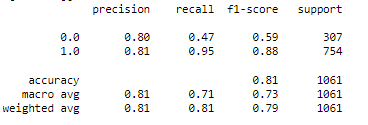 precision recall f1-score support
0.0 0.80 0.47 0.59 307
1.0 0.81 0.95 0.88 754
accuracy 0.81 1061
macro avg 0.81 0.71 0.73 1061
weighted avg 0.81 0.81 0.79 1061